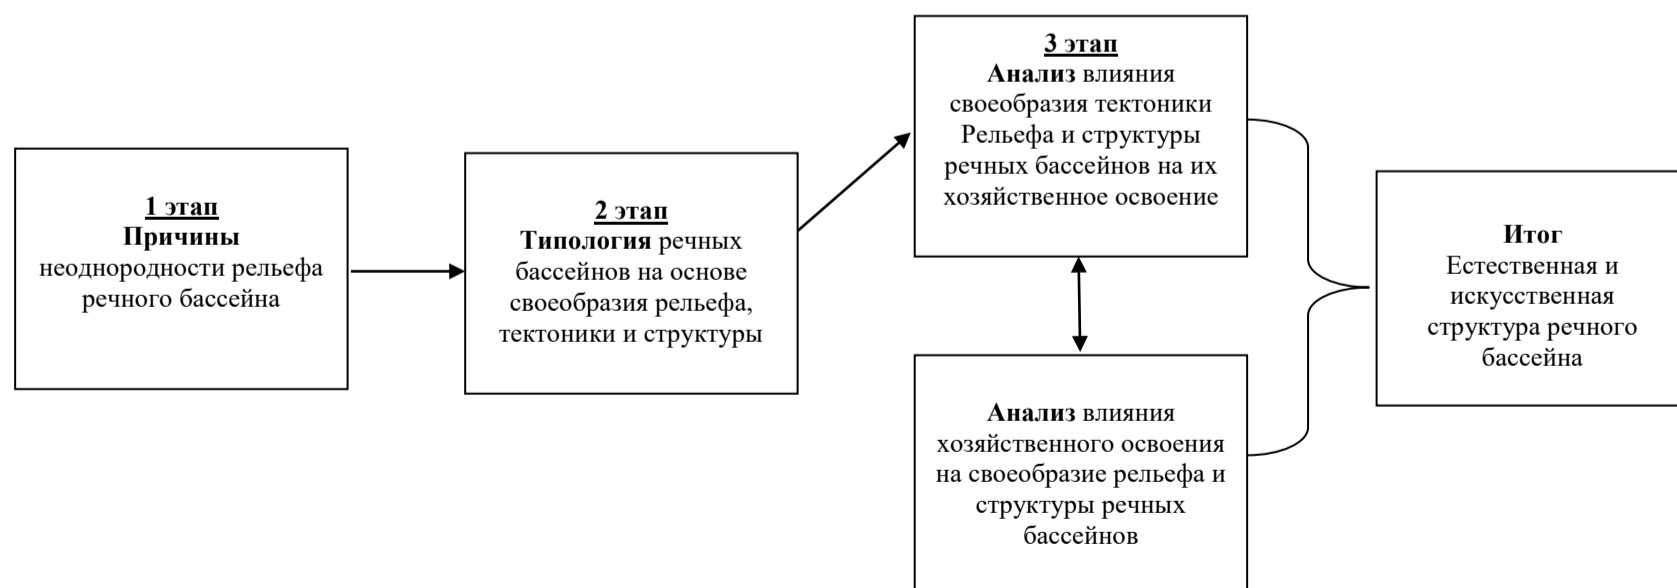 1 этап
Причины
неоднородности рельефа
речного бассейна
2 этап
Типология речных
бассейнов на основе
своеобразия рельефа,
тектоники и структуры
3 этап
Анализ влияния
своеобразия тектоники
Рельефа и структуры
речных бассейнов на их
хозяйственное освоение
Анализ влияния
хозяйственного освоения
на своеобразие рельефа и
структуры речных
бассейнов
Итог
Естественная и
искусственная
структура речного
бассейна